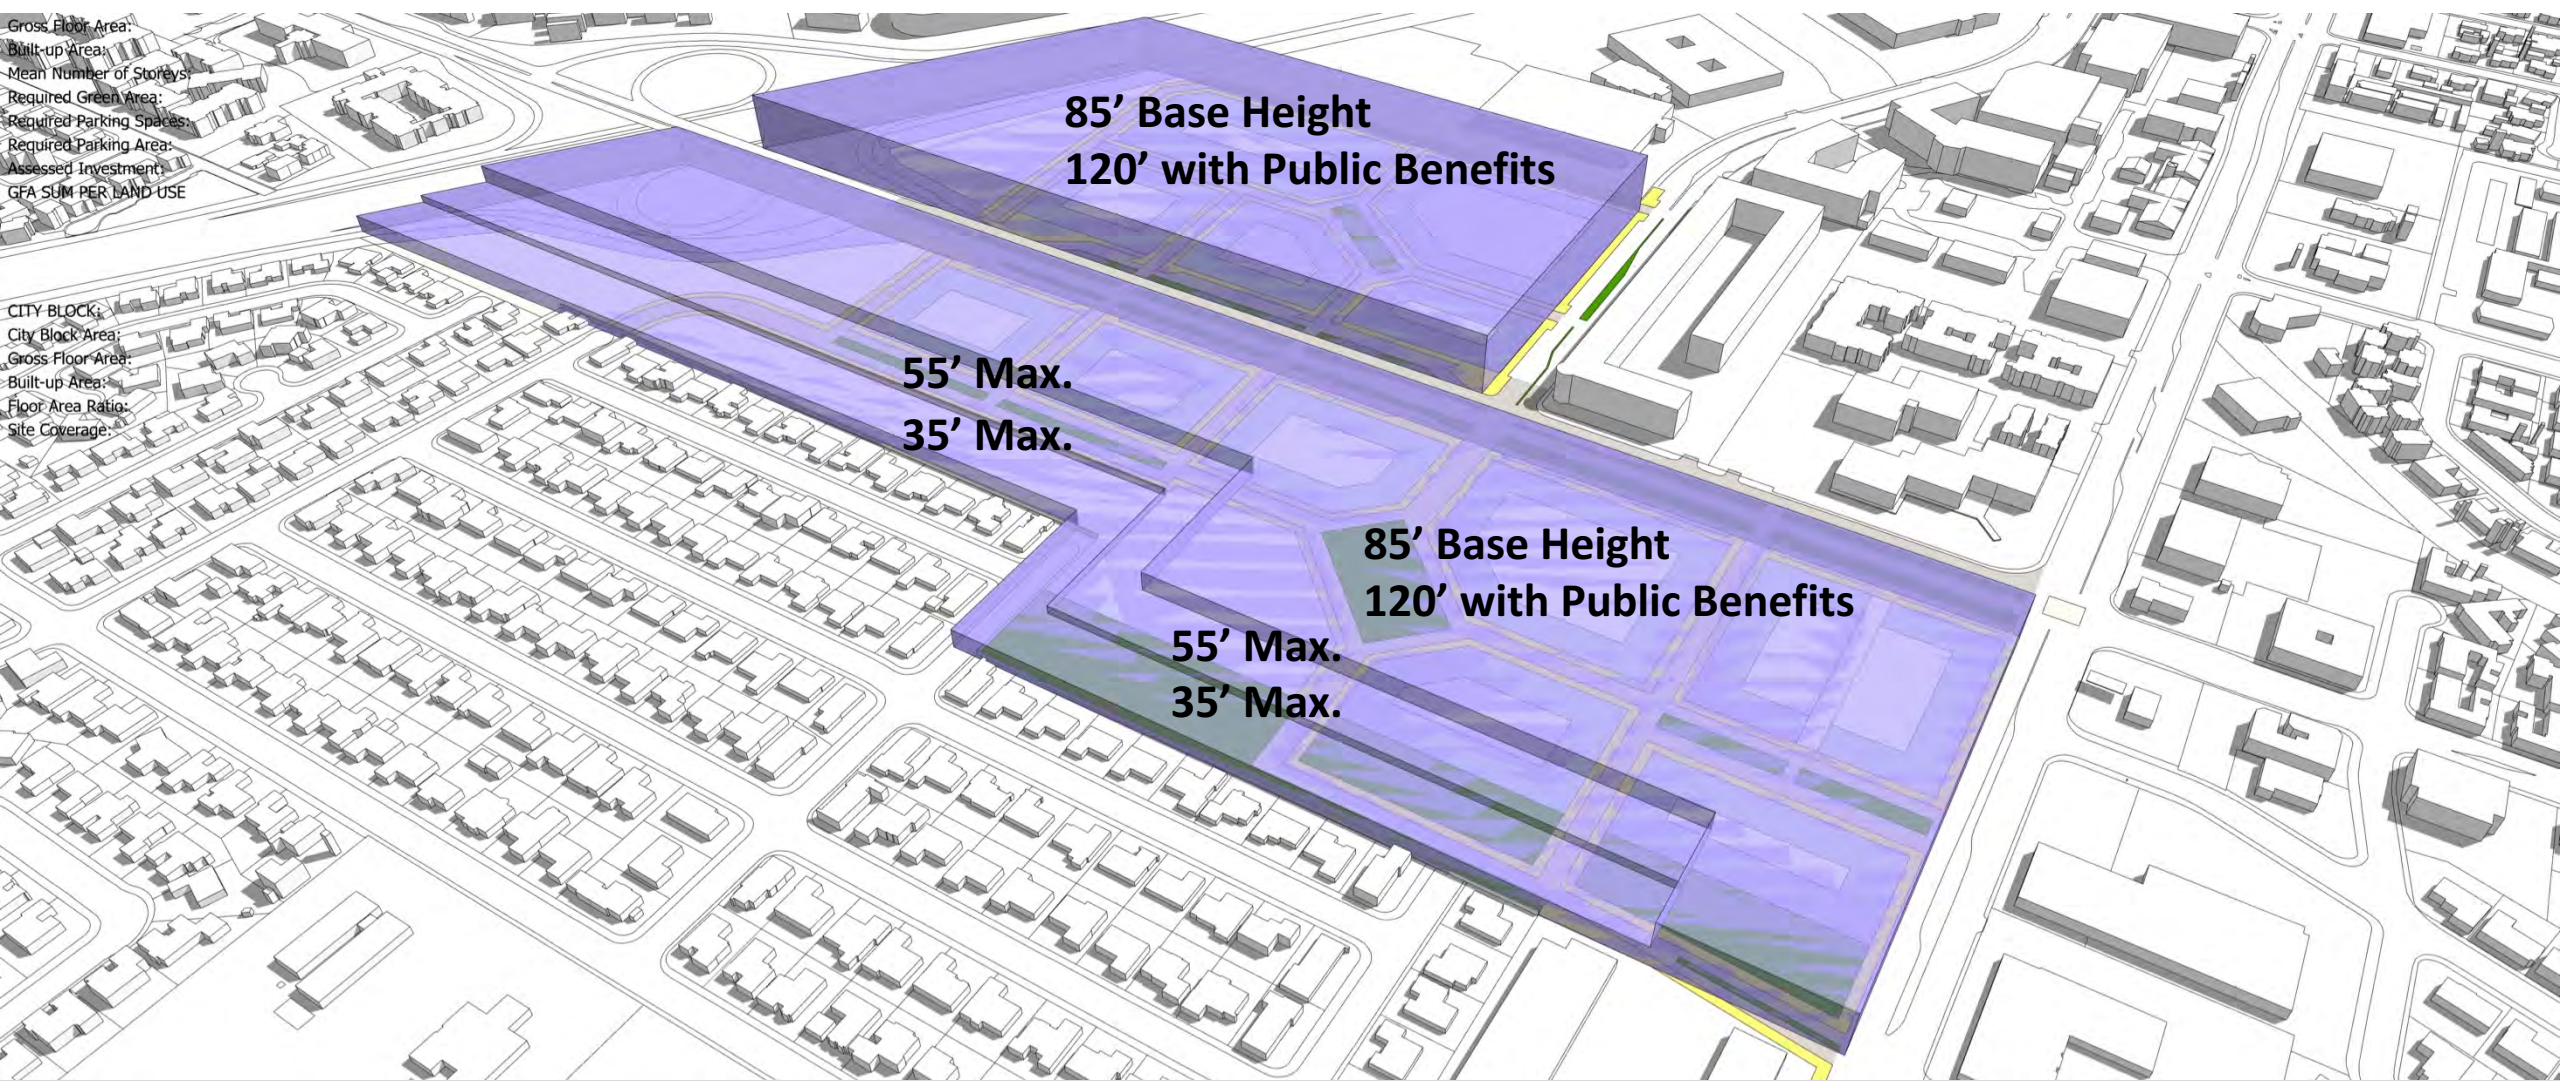 Gross Floor Area:
Built-up Area:
Mean Number of Storeys:
Required Green Area:
Required Parking Spaces:
Required Parking Area:
Assessed Investment:
GFA SUM PER LAND USE
CITY BLOCK:
City Block Area:
Gross Floor Area:
Built-up Area:
Floor Area Ratio:
Site Coverage:
85’ Base Height
120’ with Public Benefits
55’ Max.
35’ Max.
85’ Base Height
120’ with Public Benefits
55’ Max.
35’ Max.